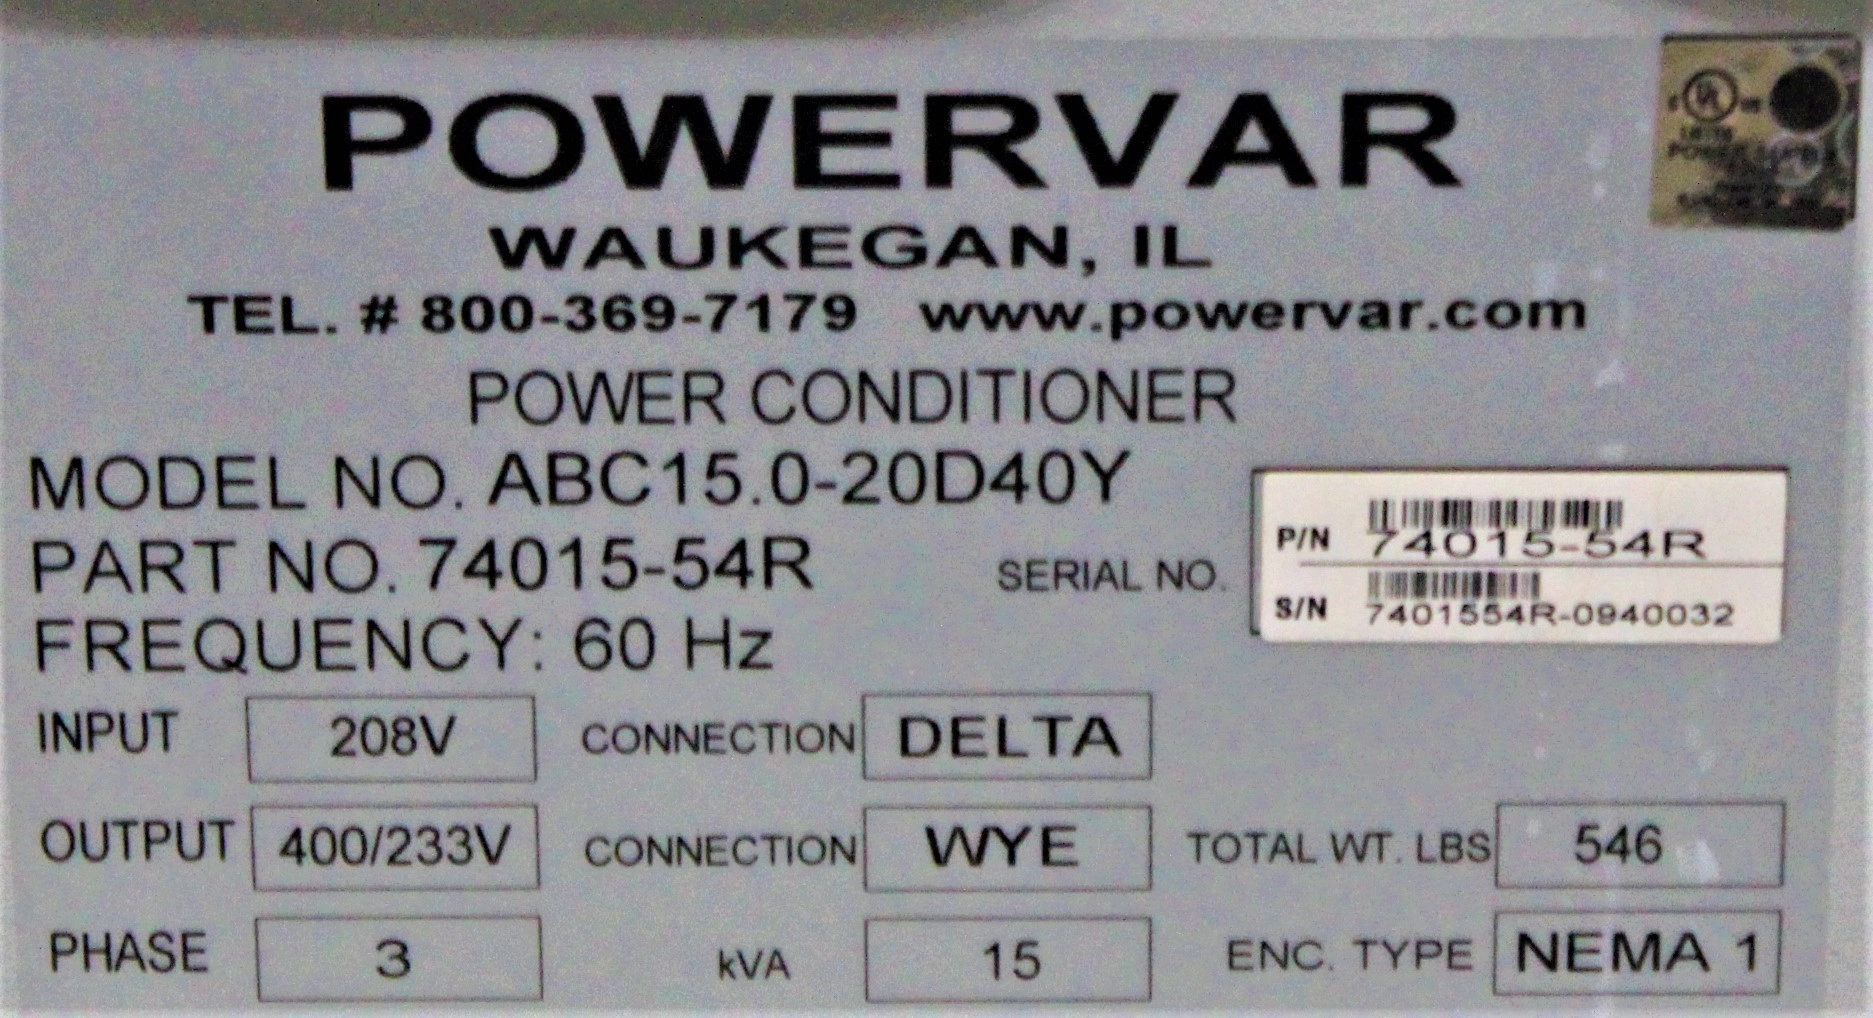 POWERVAR
WAUKEGAN, IL
TEL. # 800-369-7179 www.powervar.com
POWER CONDITIONER
MODEL NO. ABC15.0-20D40Y
PART NO. 74015-54R
SERIAL NO.
P/N 74015-54R
S/N 7401554R-0940032
FREQUENCY: 60 Hz
INPUT 208V CONNECTION DELTA
OUTPUT 400/233V CONNECTION WYE TOTAL WT. LBS 546
PHASE 3 kVA 15 ENC. TYPE NEMA 1